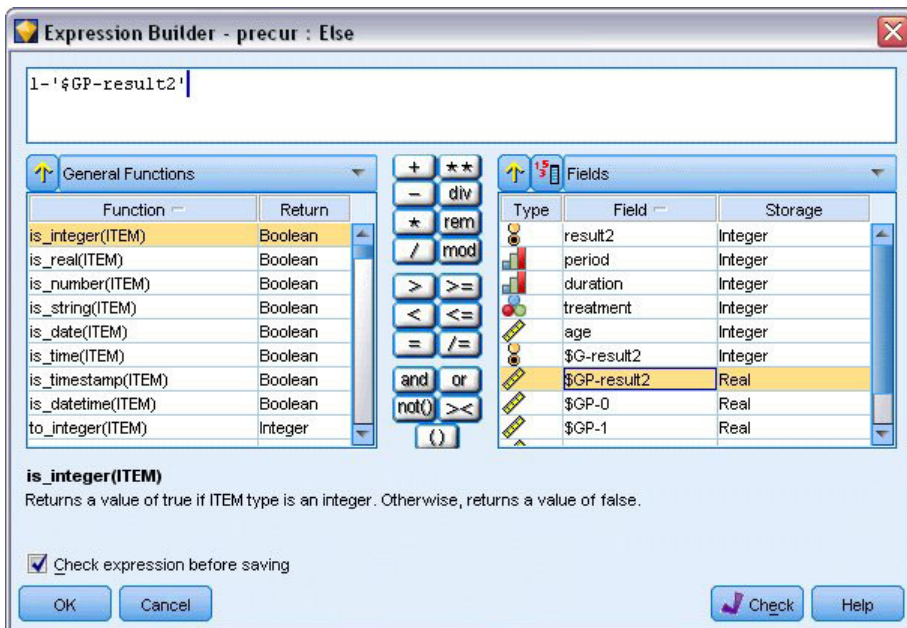 Expression Builder - precur : Else
1-'$GP-result2'
General Functions
Function Return
is_integer(ITEM) Boolean
is_real(ITEM) Boolean
is_number(ITEM) Boolean
is_string(ITEM) Boolean
is_date(ITEM) Boolean
is_time(ITEM) Boolean
is_timestamp(ITEM) Boolean
is_datetime(ITEM) Boolean
to_integer(ITEM) Integer
+ **
- div
* rem
/ mod
> >=
< <=
= /=
and or
not() ><
()
Fields
Type Field Storage
result2 Integer
period Integer
duration Integer
treatment Integer
age Integer
$G-result2 Integer
$GP-result2 Real
$GP-0 Real
$GP-1 Real
is_integer(ITEM)
Returns a value of true if ITEM type is an integer. Otherwise, returns a value of false.
Check expression before saving
OK Cancel Check Help